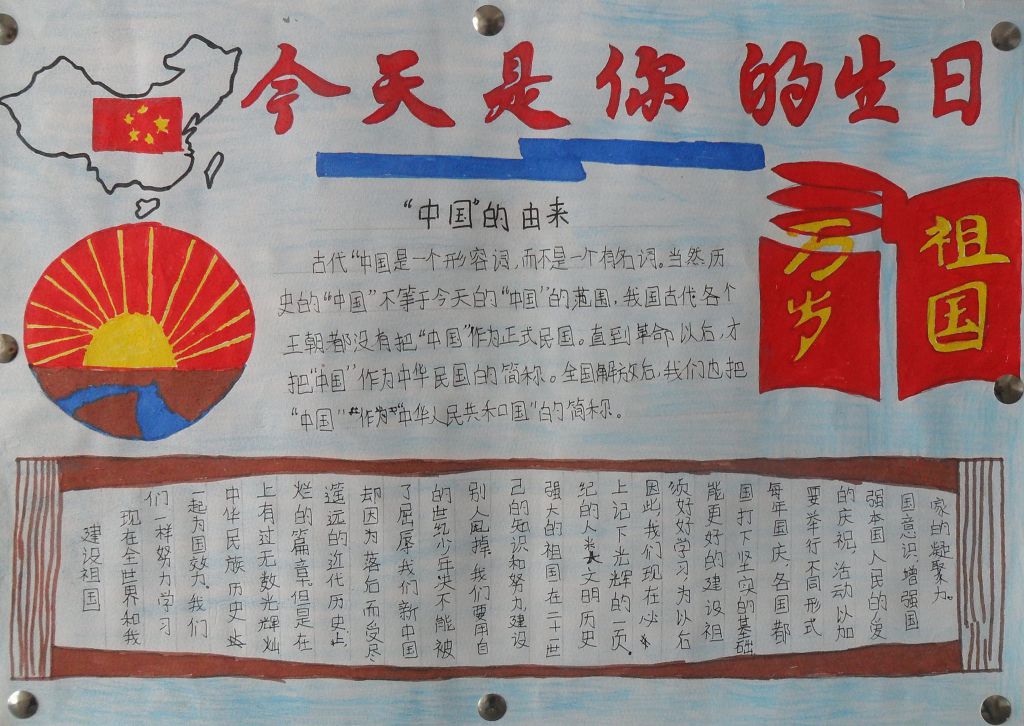 今天是你的生日
“中国”的由来
古代“中国是一个形容词,而不是一个有名词。当然,历
史的“中国”不等于今天的“中国”的范围,我国古代各个
王朝都没有把“中国”作为正式民国。直到革命以后,才
把“中国”作为中华民国的简称。全国解放后,我们也把
“中国”作为“中华人民共和国”的简称。
祖国
万岁
建设祖国
现在全世界和我
们一样努力学习
一起为国效力。我们
中华民族历史
上有过无数光辉灿
烂的篇章。但是在
遥远的近代历史上,
却因为落后而受尽
了屈辱。我们新中国
的世纪少年决不能被
别人甩掉。我们要用自
己的知识和努力,建设
强大的祖国,在二十一世
纪的人类文明历史
上记下光辉的一页。
因此,我们现在必
须好好学习,为以后
能更好的建设祖
国打下坚实的基础
每年国庆,各国都
要举行不同形式
的庆祝活动,以加
强本国人民的爱
国意识,增强国
家的凝聚力。